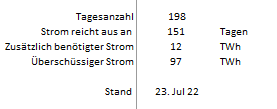 Tagesanzahl 198
Strom reicht aus an 151 Tagen
Zusätzlich benötigter Strom 12 TWh
Überschüssiger Strom 97 TWh
Stand 23. Jul 22